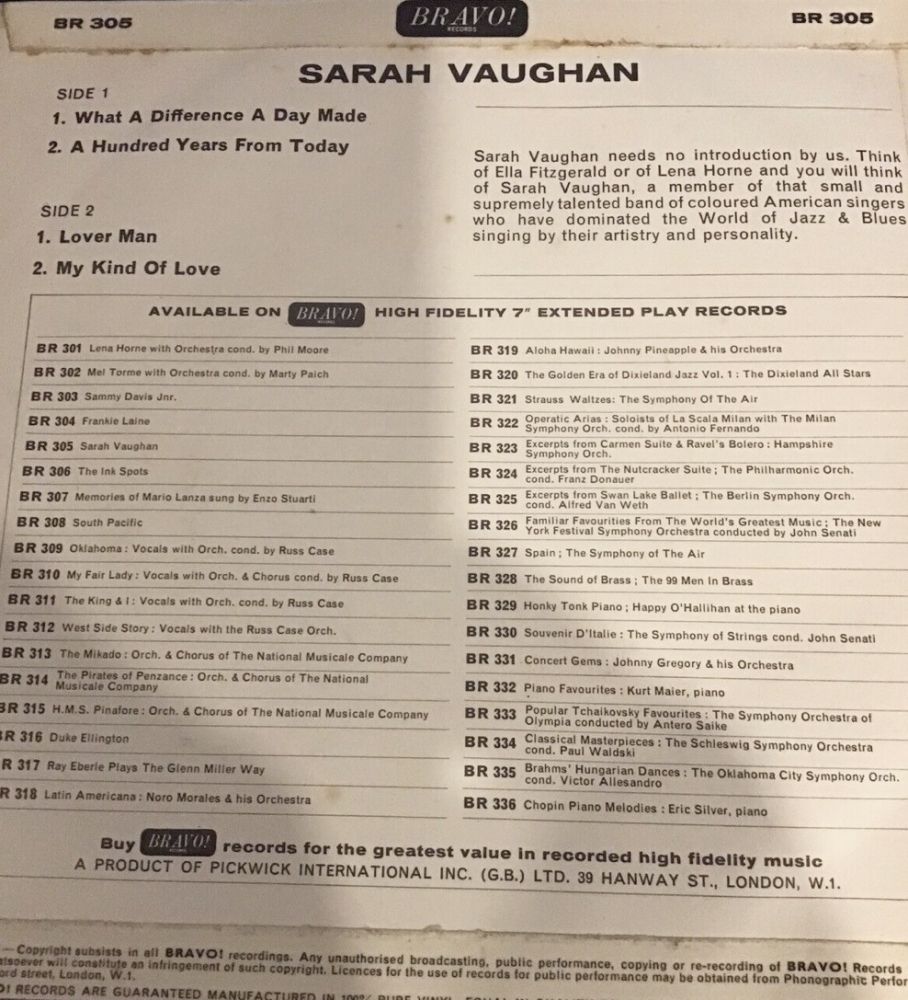 BR 305
BRAVO!
RECORDS
BR 305
SARAH VAUGHAN
SIDE 1
1. What A Difference A Day Made
2. A Hundred Years From Today
SIDE 2
1. Lover Man
2. My Kind Of Love
Sarah Vaughan needs no introduction by us. Think
of Ella Fitzgerald or of Lena Horne and you will think
of Sarah Vaughan, a member of that small and
supremely talented band of coloured American singers
who have dominated the World of Jazz & Blues
singing by their artistry and personality.
AVAILABLE ON BRAVO! RECORDS HIGH FIDELITY 7" EXTENDED PLAY RECORDS
BR 301 Lena Horne with Orchestra cond. by Phil Moore
BR 302 Mel Torme with Orchestra cond. by Marty Paich
BR 303 Sammy Davis Jnr.
BR 304 Frankie Laine
BR 305 Sarah Vaughan
BR 306 The Ink Spots
BR 307 Memories of Mario Lanza sung by Enzo Stuarti
BR 308 South Pacific
BR 309 Oklahoma : Vocals with Orch. cond. by Russ Case
BR 310 My Fair Lady : Vocals with Orch. & Chorus cond. by Russ Case
BR 311 The King & I : Vocals with Orch. cond. by Russ Case
BR 312 West Side Story : Vocals with the Russ Case Orch.
BR 313 The Mikado : Orch. & Chorus of The National Musicale Company
BR 314 The Pirates of Penzance : Orch. & Chorus of The National
Musicale Company
BR 315 H.M.S. Pinafore : Orch. & Chorus of The National Musicale Company
BR 316 Duke Ellington
R 317 Ray Eberle Plays The Glenn Miller Way
R 318 Latin Americana : Noro Morales & his Orchestra
BR 319 Aloha Hawaii : Johnny Pineapple & his Orchestra
BR 320 The Golden Era of Dixieland Jazz Vol. 1 : The Dixieland All Stars
BR 321 Strauss Waltzes: The Symphony Of The Air
BR 322 Operatic Arias : Soloists of La Scala Milan with The Milan
Symphony Orch. cond. by Antonio Fernando
BR 323 Excerpts from Carmen Suite & Ravel's Bolero : Hampshire
Symphony Orch.
BR 324 Excerpts from The Nutcracker Suite ; The Philharmonic Orch.
cond. Franz Donauer
BR 325 Excerpts from Swan Lake Ballet ; The Berlin Symphony Orch.
cond. Alfred Van Weth
BR 326 Familiar Favourities From The World's Greatest Music ; The New
York Festival Symphony Orchestra conducted by John Senati
BR 327 Spain ; The Symphony of The Air
BR 328 The Sound of Brass ; The 99 Men In Brass
BR 329 Honky Tonk Piano ; Happy O'Hallihan at the piano
BR 330 Souvenir D'Italie : The Symphony of Strings cond. John Senati
BR 331 Concert Gems : Johnny Gregory & his Orchestra
BR 332 Piano Favourites : Kurt Maier, piano
BR 333 Popular Tchaikovsky Favourites : The Symphony Orchestra of
Olympia conducted by Antero Saike
BR 334 Classical Masterpieces : The Schleswig Symphony Orchestra
cond. Paul Waldski
BR 335 Brahms' Hungarian Dances : The Oklahoma City Symphony Orch.
cond. Victor Allesandro
BR 336 Chopin Piano Melodies : Eric Silver, piano
Buy BRAVO! RECORDS records for the greatest value in recorded high fidelity music
A PRODUCT OF PICKWICK INTERNATIONAL INC. (G.B.) LTD. 39 HANWAY ST., LONDON, W.1.
— Copyright subsists in all BRAVO! recordings. Any unauthorised broadcasting, public performance, copying or re-recording of BRAVO! Records
atsoever will constitute an infringement of such copyright. Licences for the use of records for public performance may be obtained from Phonographic Perfor
ord street, London, W.1.
O! RECORDS ARE GUARANTEED MANUFACTURED IN 100% PURE VINYL